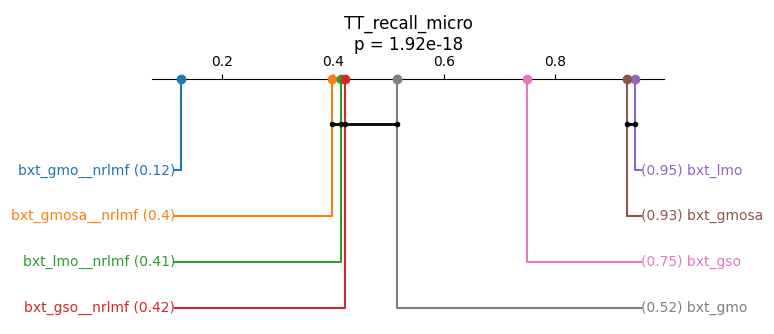 TT_recall_micro
p = 1.92e-18
0.2 0.4 0.6 0.8
bxt_gmo__nrlmf (0.12) (0.95) bxt_lmo
bxt_gmosa__nrlmf (0.4) (0.93) bxt_gmosa
bxt_lmo__nrlmf (0.41) (0.75) bxt_gso
bxt_gso__nrlmf (0.42) (0.52) bxt_gmo